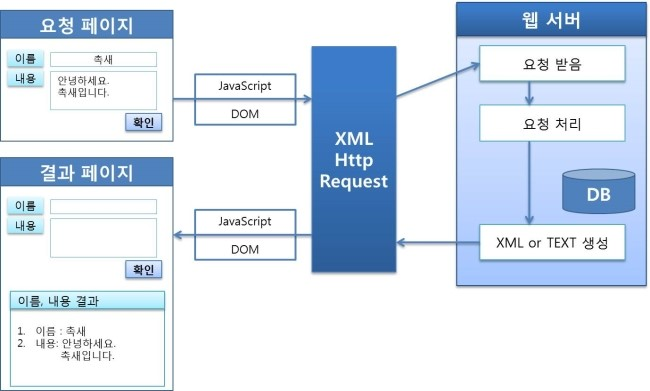 요청 페이지
이름
촉새
내용
안녕하세요.
촉새입니다.
확인
JavaScript
DOM
XML
Http
Request
웹 서버
요청 받음
요청 처리
DB
XML or TEXT 생성
결과 페이지
이름
내용
확인
JavaScript
DOM
이름, 내용 결과
1. 이름 : 촉새
2. 내용: 안녕하세요.
촉새입니다.